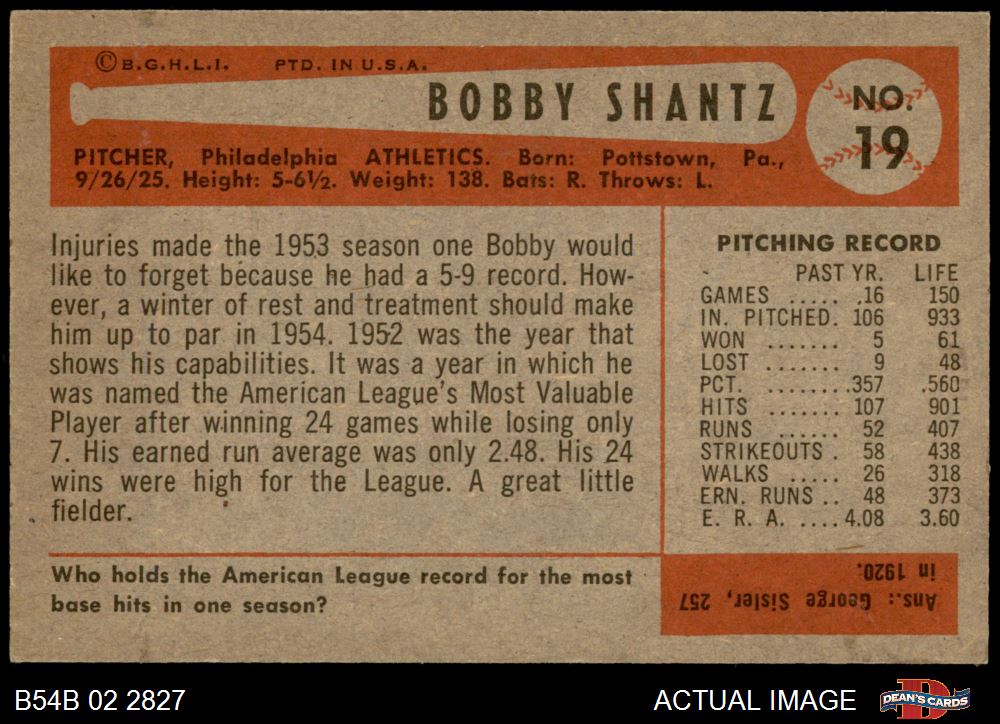 © B.G.H.L.I. PTD. IN U.S.A.
BOBBY SHANTZ
NO.
19
PITCHER, Philadelphia ATHLETICS. Born: Pottstown, Pa.,
9/26/25. Height: 5-6½. Weight: 138. Bats: R. Throws: L.
Injuries made the 1953 season one Bobby would
like to forget because he had a 5-9 record. How-
ever, a winter of rest and treatment should make
him up to par in 1954. 1952 was the year that
shows his capabilities. It was a year in which he
was named the American League's Most Valuable
Player after winning 24 games while losing only
7. His earned run average was only 2.48. His 24
wins were high for the League. A great little
fielder.
PITCHING RECORD
PAST YR. LIFE
GAMES ..... 16 150
IN. PITCHED. 106 933
WON ....... 5 61
LOST ....... 9 48
PCT. ....... .357 .560
HITS ....... 107 901
RUNS ...... 52 407
STRIKEOUTS . 58 438
WALKS ..... 26 318
ERN. RUNS .. 48 373
E. R. A. .... 4.08 3.60
Who holds the American League record for the most
base hits in one season?
Ans.: George Sisler, 257
in 1920.
B54B 02 2827
ACTUAL IMAGE
DEAN'S CARDS